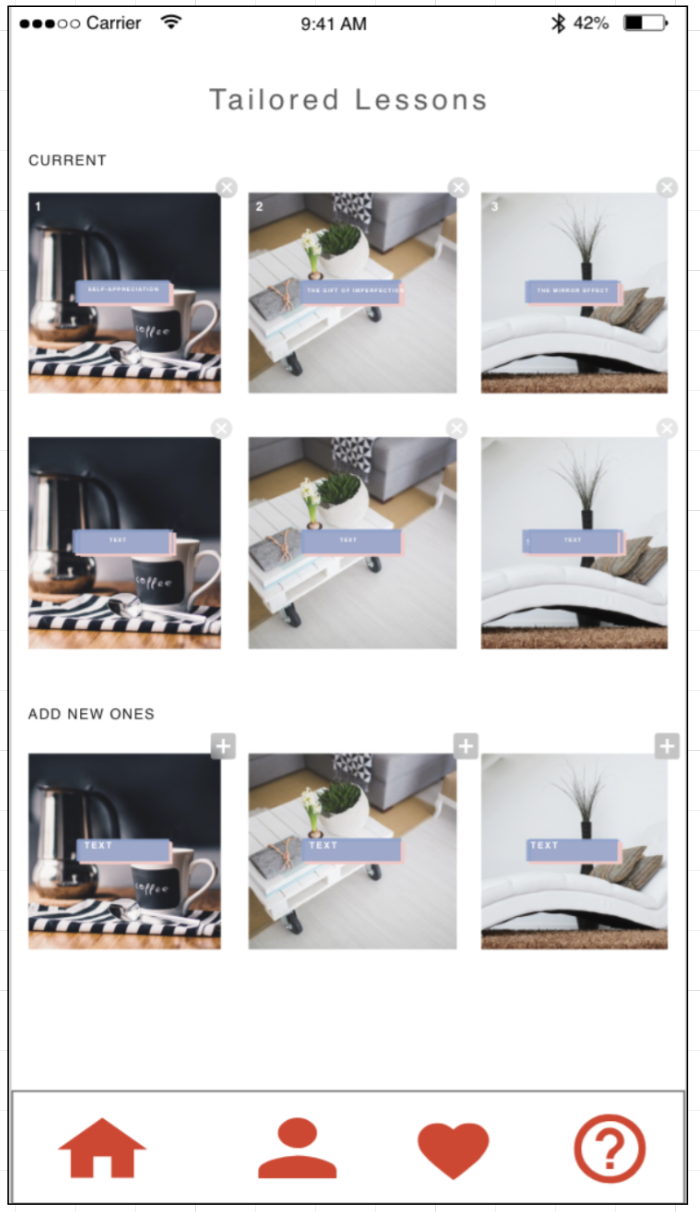 Carrier 9:41 AM 42%
Tailored Lessons
CURRENT
1 2 3
SELF-APPRECIATION THE GIFT OF IMPERFECTION THE MIRROR EFFECT
coffee
TEXT TEXT TEXT
coffee
ADD NEW ONES
TEXT TEXT TEXT
coffee
?